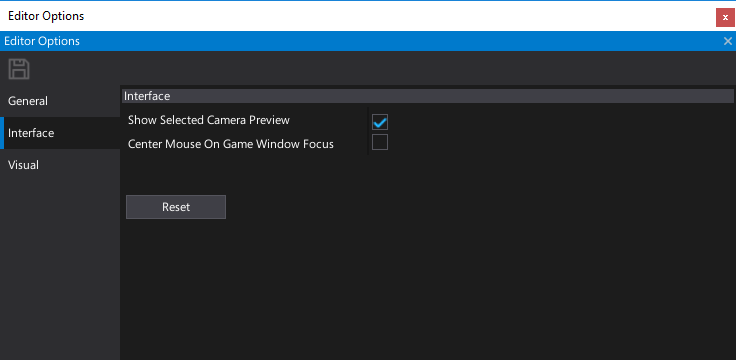 Editor Options
Editor Options
General
Interface
Visual
Interface
Show Selected Camera Preview
Center Mouse On Game Window Focus
Reset